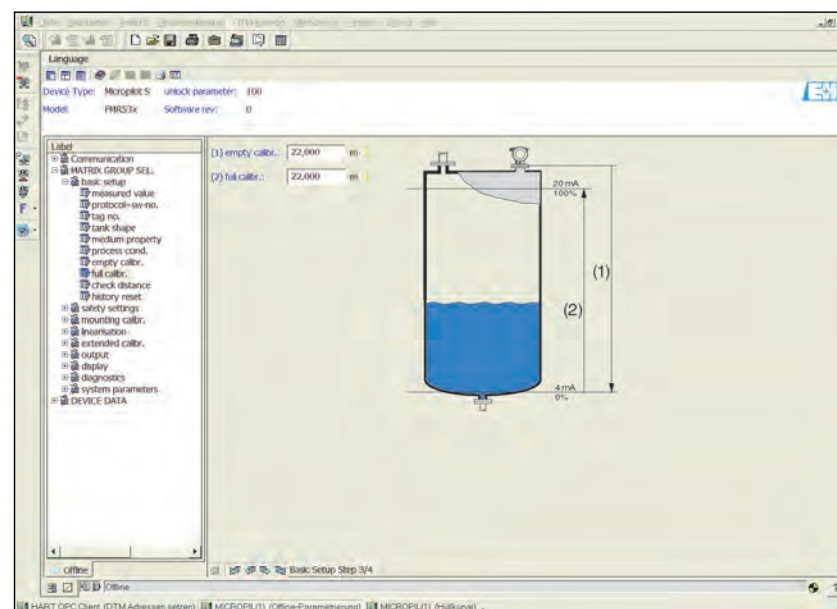 Language
Device Type: Micropilot S unlock parameter: 100
Model: FMR53x Software rev: 0
Label
Communication
MATRIX GROUP SEL.
basic setup
measured value
protocol+sw-no.
tag no.
tank shape
medium property
process cond.
empty calibr.
full calibr.
check distance
history reset
safety settings
mounting calibr.
linearisation
extended calibr.
output
display
diagnostics
system parameters
DEVICE DATA
(1) empty calibr.: 22,000 m
(2) full calibr.: 22,000 m
20 mA
100%
(1)
(2)
4 mA
0%
F
Offline
Basic Setup Step 3/4
Offline
HART OPC Client (DTM Adressen setzen) MICROPIL(1) (Offline-Parametrierung) MICROPIL(1) (Hüllkurve)